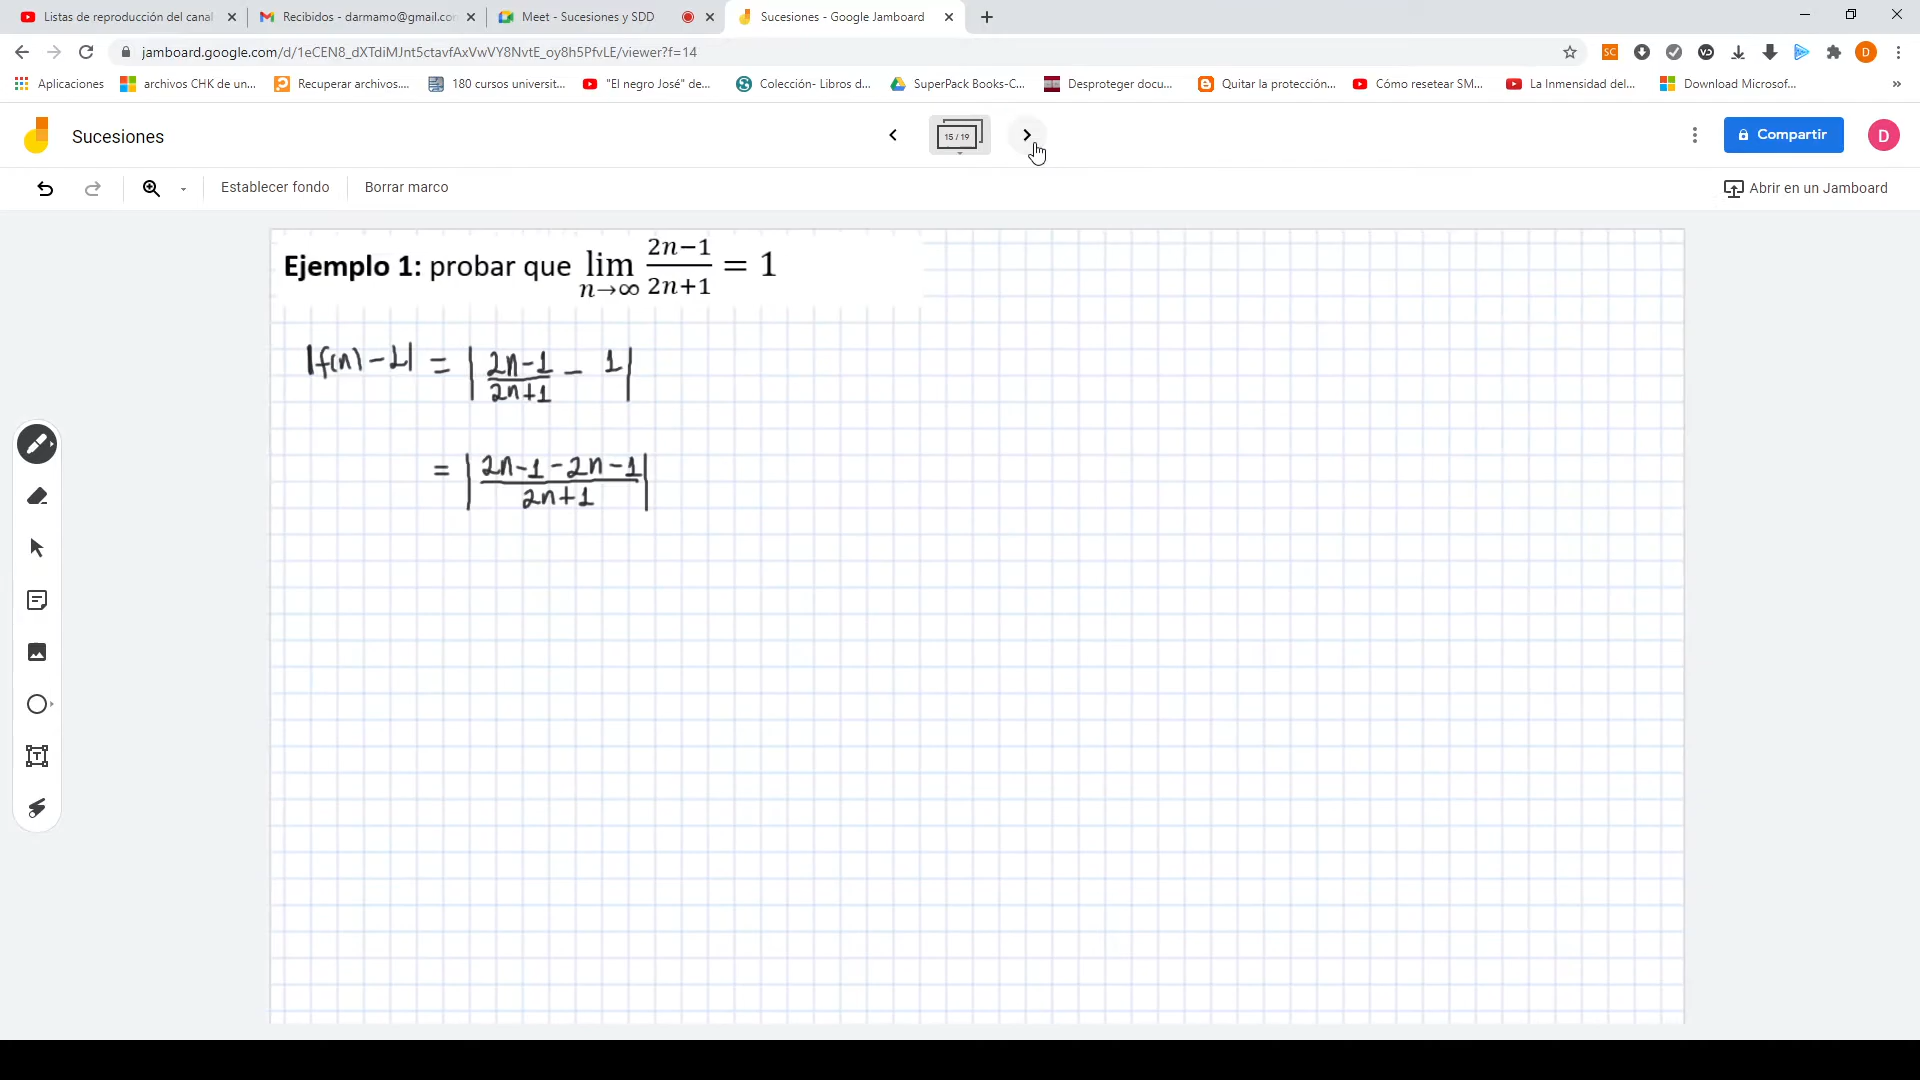 Listas de reproducción del canal
Recibidos - darmamo@gmail.co
Meet - Sucesiones y SDD
Sucesiones - Google Jamboard
jamboard.google.com/d/1eCEN8_dXTdiMJnt5ctavfAxVwVY8NvtE_oy8h5PfvLE/viewer?f=14
Aplicaciones
archivos CHK de un...
Recuperar archivos....
180 cursos universit...
"El negro José" de...
Colección- Libros d...
SuperPack Books-C...
Desproteger docu...
Quitar la protección...
Cómo resetear SM...
La Inmensidad del...
Download Microsof...
Sucesiones
15 / 19
Compartir
D
Establecer fondo
Borrar marco
Abrir en un Jamboard
Ejemplo 1: probar que lim n→∞ 2n−1 / 2n+1 = 1
|f(n) - L| = | 2n-1 / 2n+1 - 1 |
= | 2n-1-2n-1 / 2n+1 |